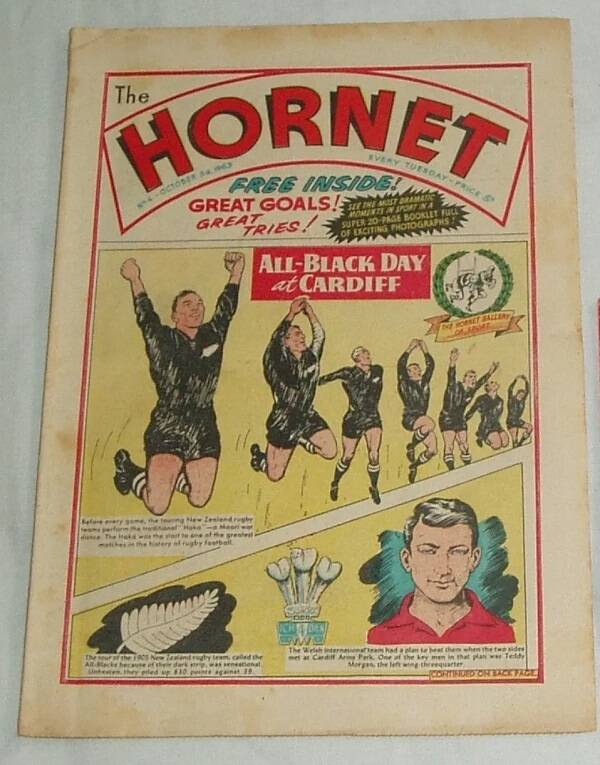 The
HORNET
Nº 4 - OCTOBER 5th, 1963
EVERY TUESDAY - PRICE 5D
FREE INSIDE!
GREAT GOALS!
GREAT
TRIES!
SEE THE MOST DRAMATIC
MOMENTS IN SPORT IN A
SUPER 20-PAGE BOOKLET FULL
OF EXCITING PHOTOGRAPHS!
ALL-BLACK DAY
at CARDIFF
THE HORNET GALLERY
OF SPORT
Before every game, the touring New Zealand rugby
teams perform the traditional "Haka"—a Maori war
dance. The Haka was the start to one of the greatest
matches in the history of rugby football.
The tour of the 1905 New Zealand rugby team, called the
All-Blacks because of their dark strip, was sensational.
Unbeaten, they piled up 830 points against 39.
ICH DIEN
The Welsh International team had a plan to beat them when the two sides
met at Cardiff Arms Park. One of the key men in that plan was Teddy
Morgan, the left wing threequarter.
CONTINUED ON BACK PAGE